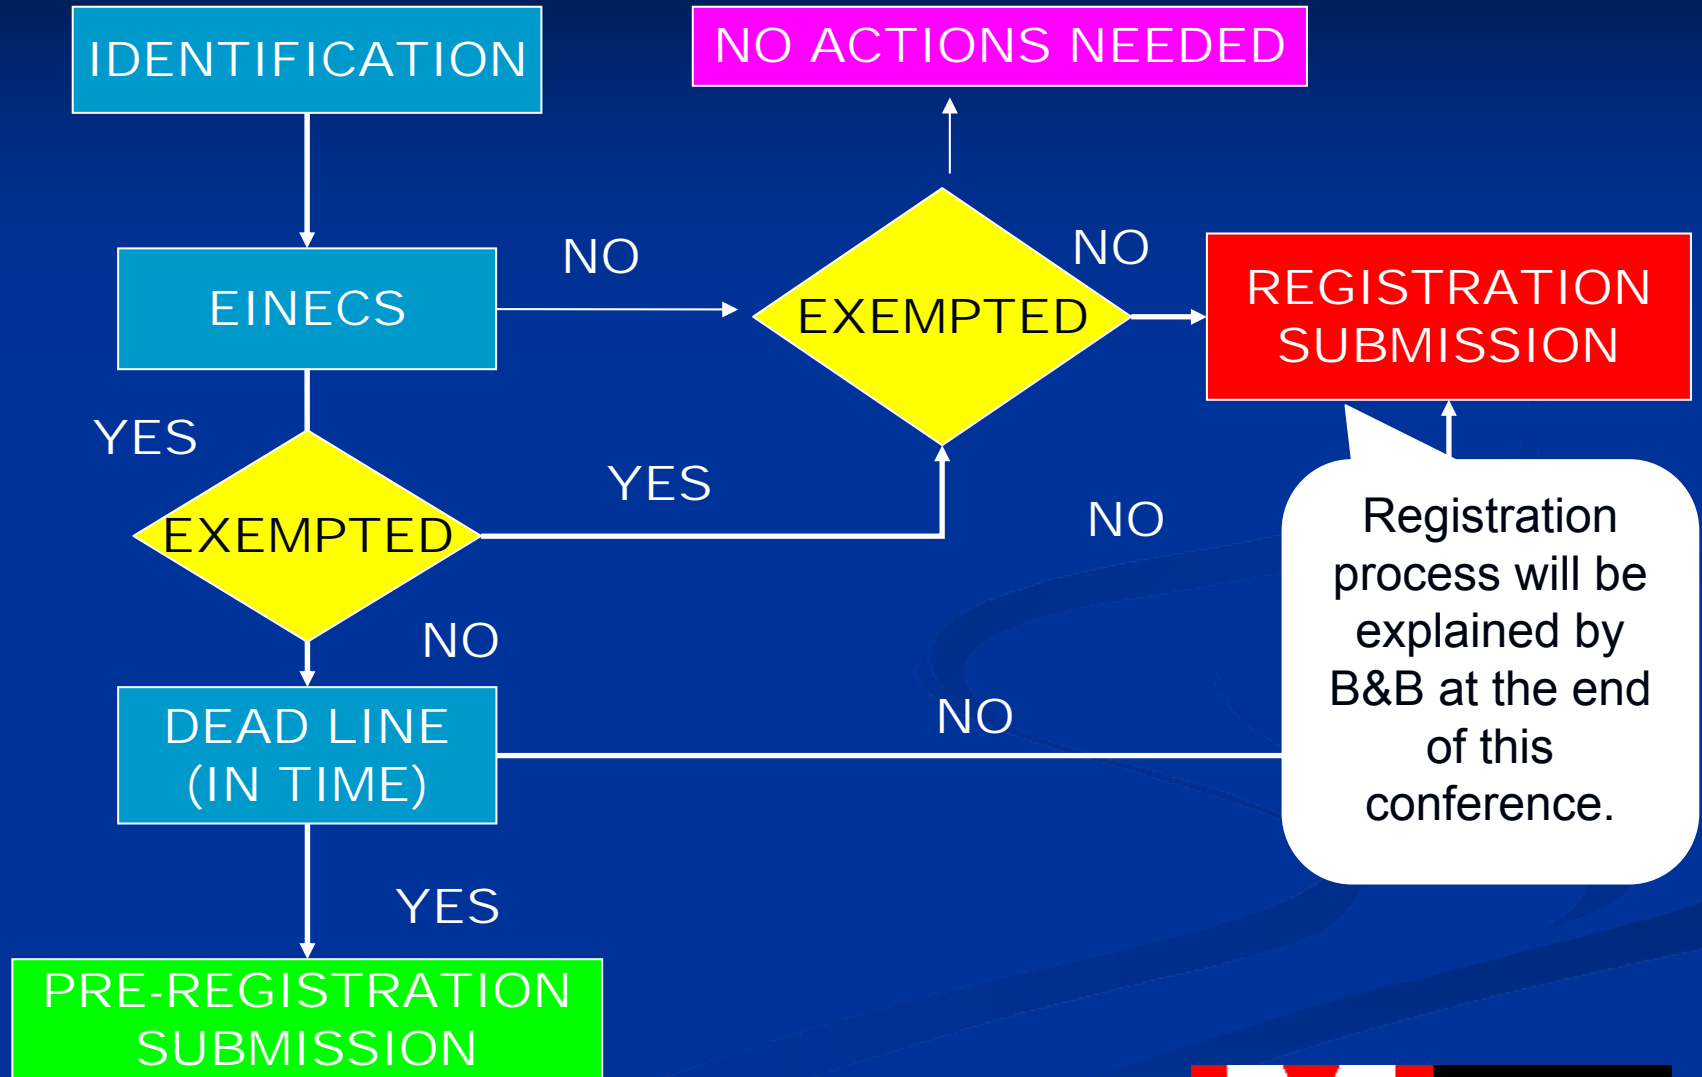 IDENTIFICATION
NO ACTIONS NEEDED
NO
NO
EINECS
EXEMPTED
REGISTRATION
SUBMISSION
YES
YES
EXEMPTED
NO
NO
Registration
process will be
explained by
B&B at the end
of this
conference.
DEAD LINE
(IN TIME)
NO
YES
PRE-REGISTRATION
SUBMISSION